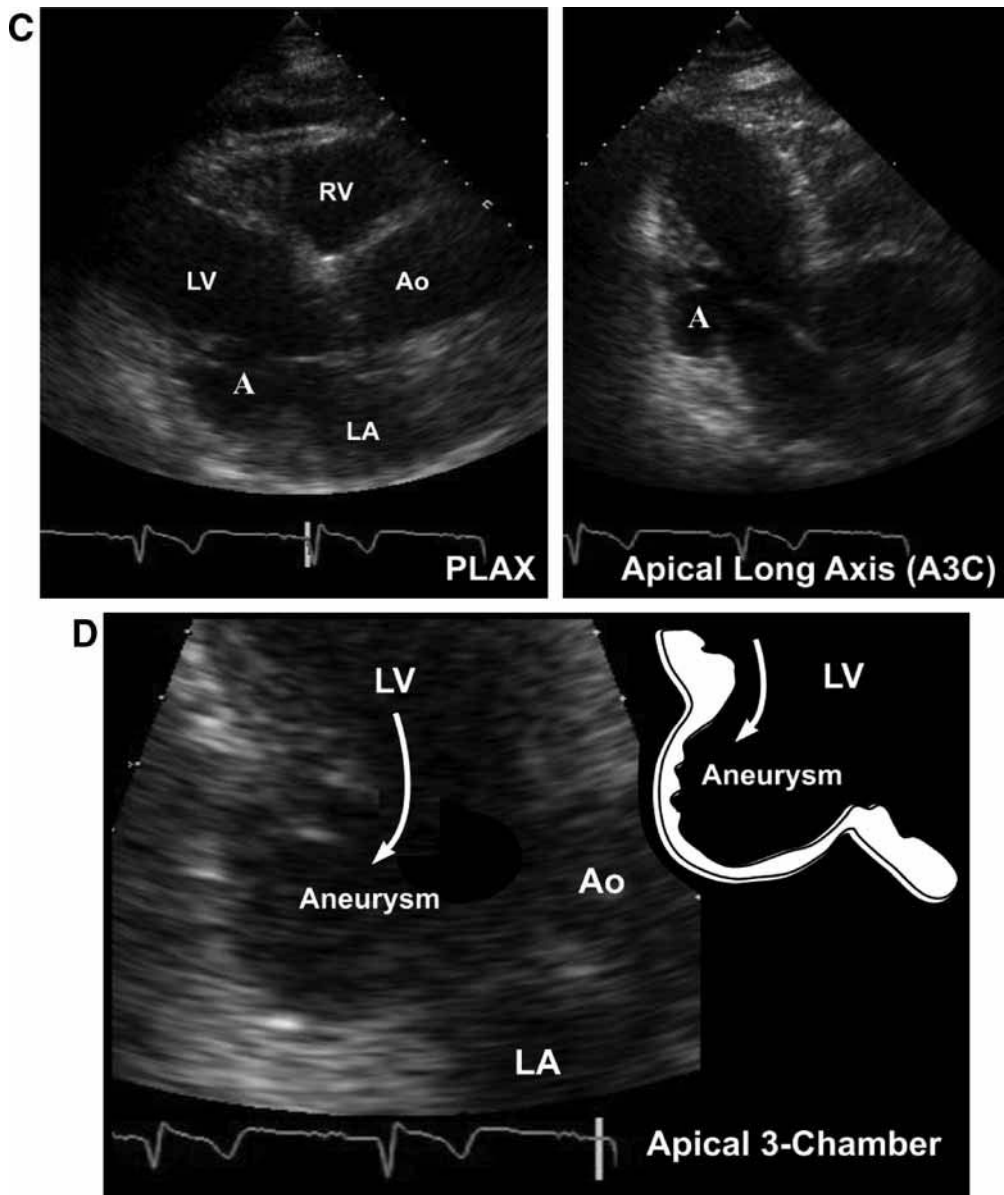 C
RV
LV
Ao
A
LA
PLAX
A
Apical Long Axis (A3C)
D
LV
Aneurysm
Ao
LA
LV
Aneurysm
Apical 3-Chamber